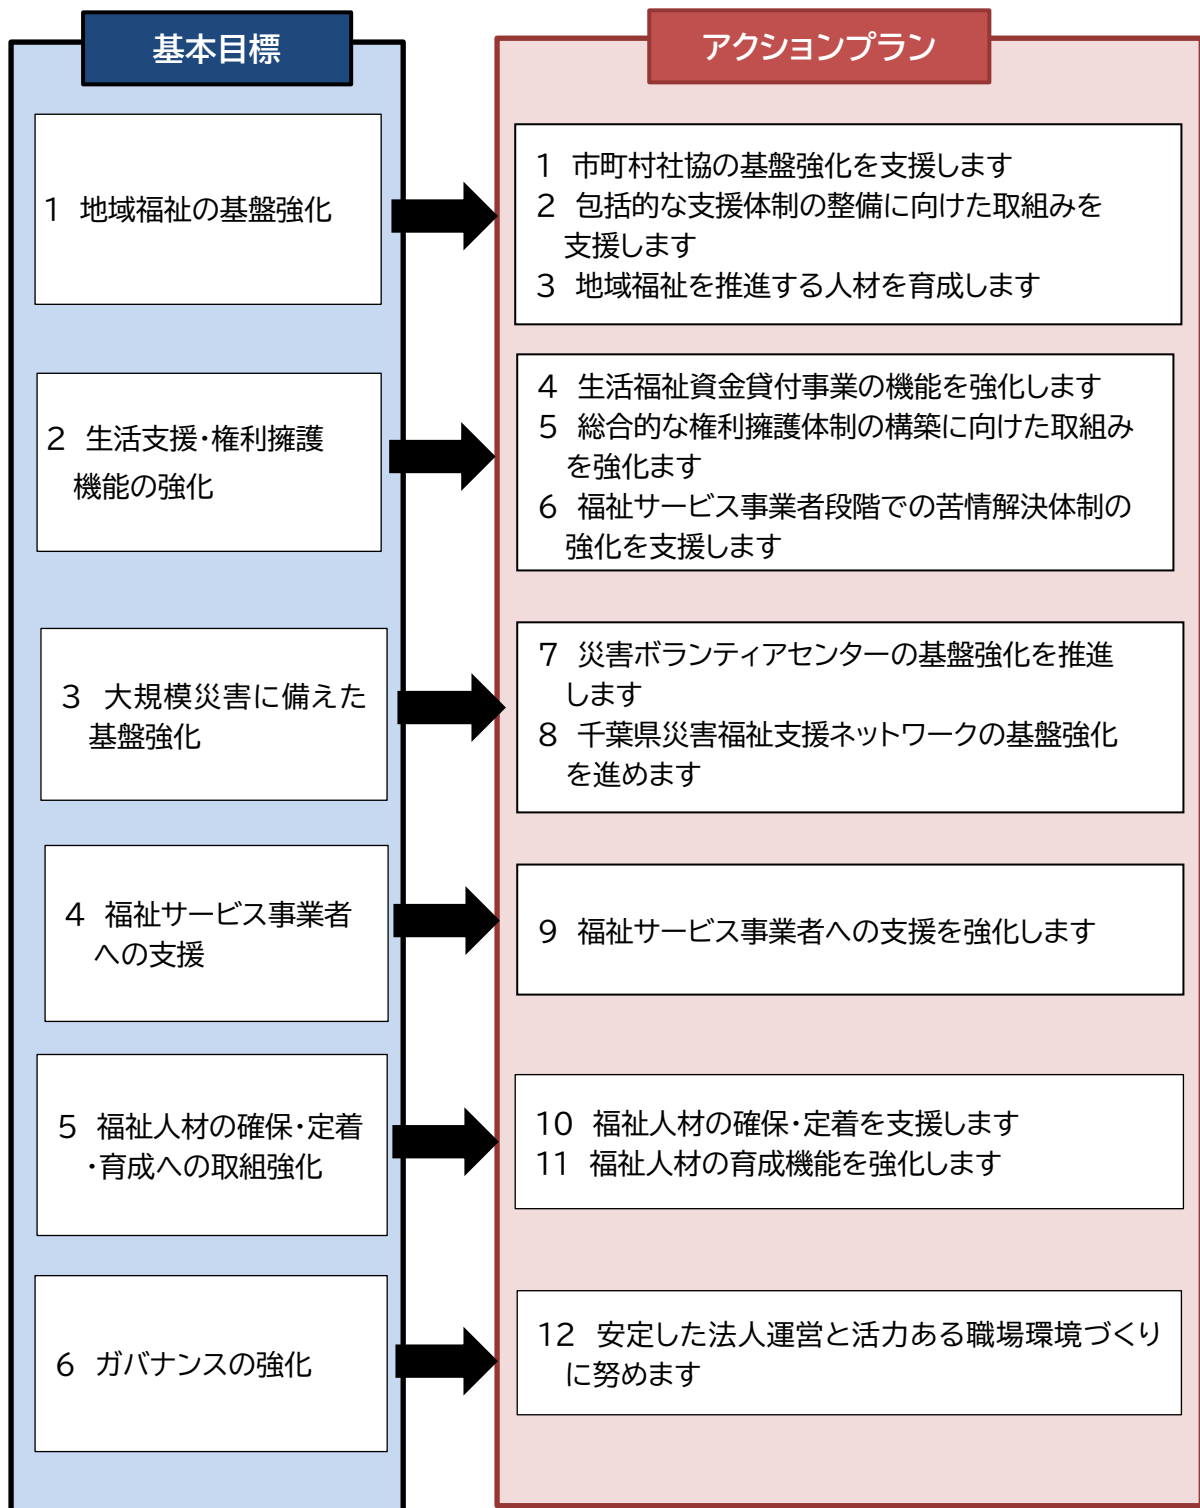 基本目標
アクションプラン
1 地域福祉の基盤強化
1 市町村社協の基盤強化を支援します
2 包括的な支援体制の整備に向けた取組みを
支援します
3 地域福祉を推進する人材を育成します
2 生活支援・権利擁護
機能の強化
4 生活福祉資金貸付事業の機能を強化します
5 総合的な権利擁護体制の構築に向けた取組み
を強化ます
6 福祉サービス事業者段階での苦情解決体制の
強化を支援します
3 大規模災害に備えた
基盤強化
7 災害ボランティアセンターの基盤強化を推進
します
8 千葉県災害福祉支援ネットワークの基盤強化
を進めます
4 福祉サービス事業者
への支援
9 福祉サービス事業者への支援を強化します
5 福祉人材の確保・定着
・育成への取組強化
10 福祉人材の確保・定着を支援します
11 福祉人材の育成機能を強化します
6 ガバナンスの強化
12 安定した法人運営と活力ある職場環境づくり
に努めます